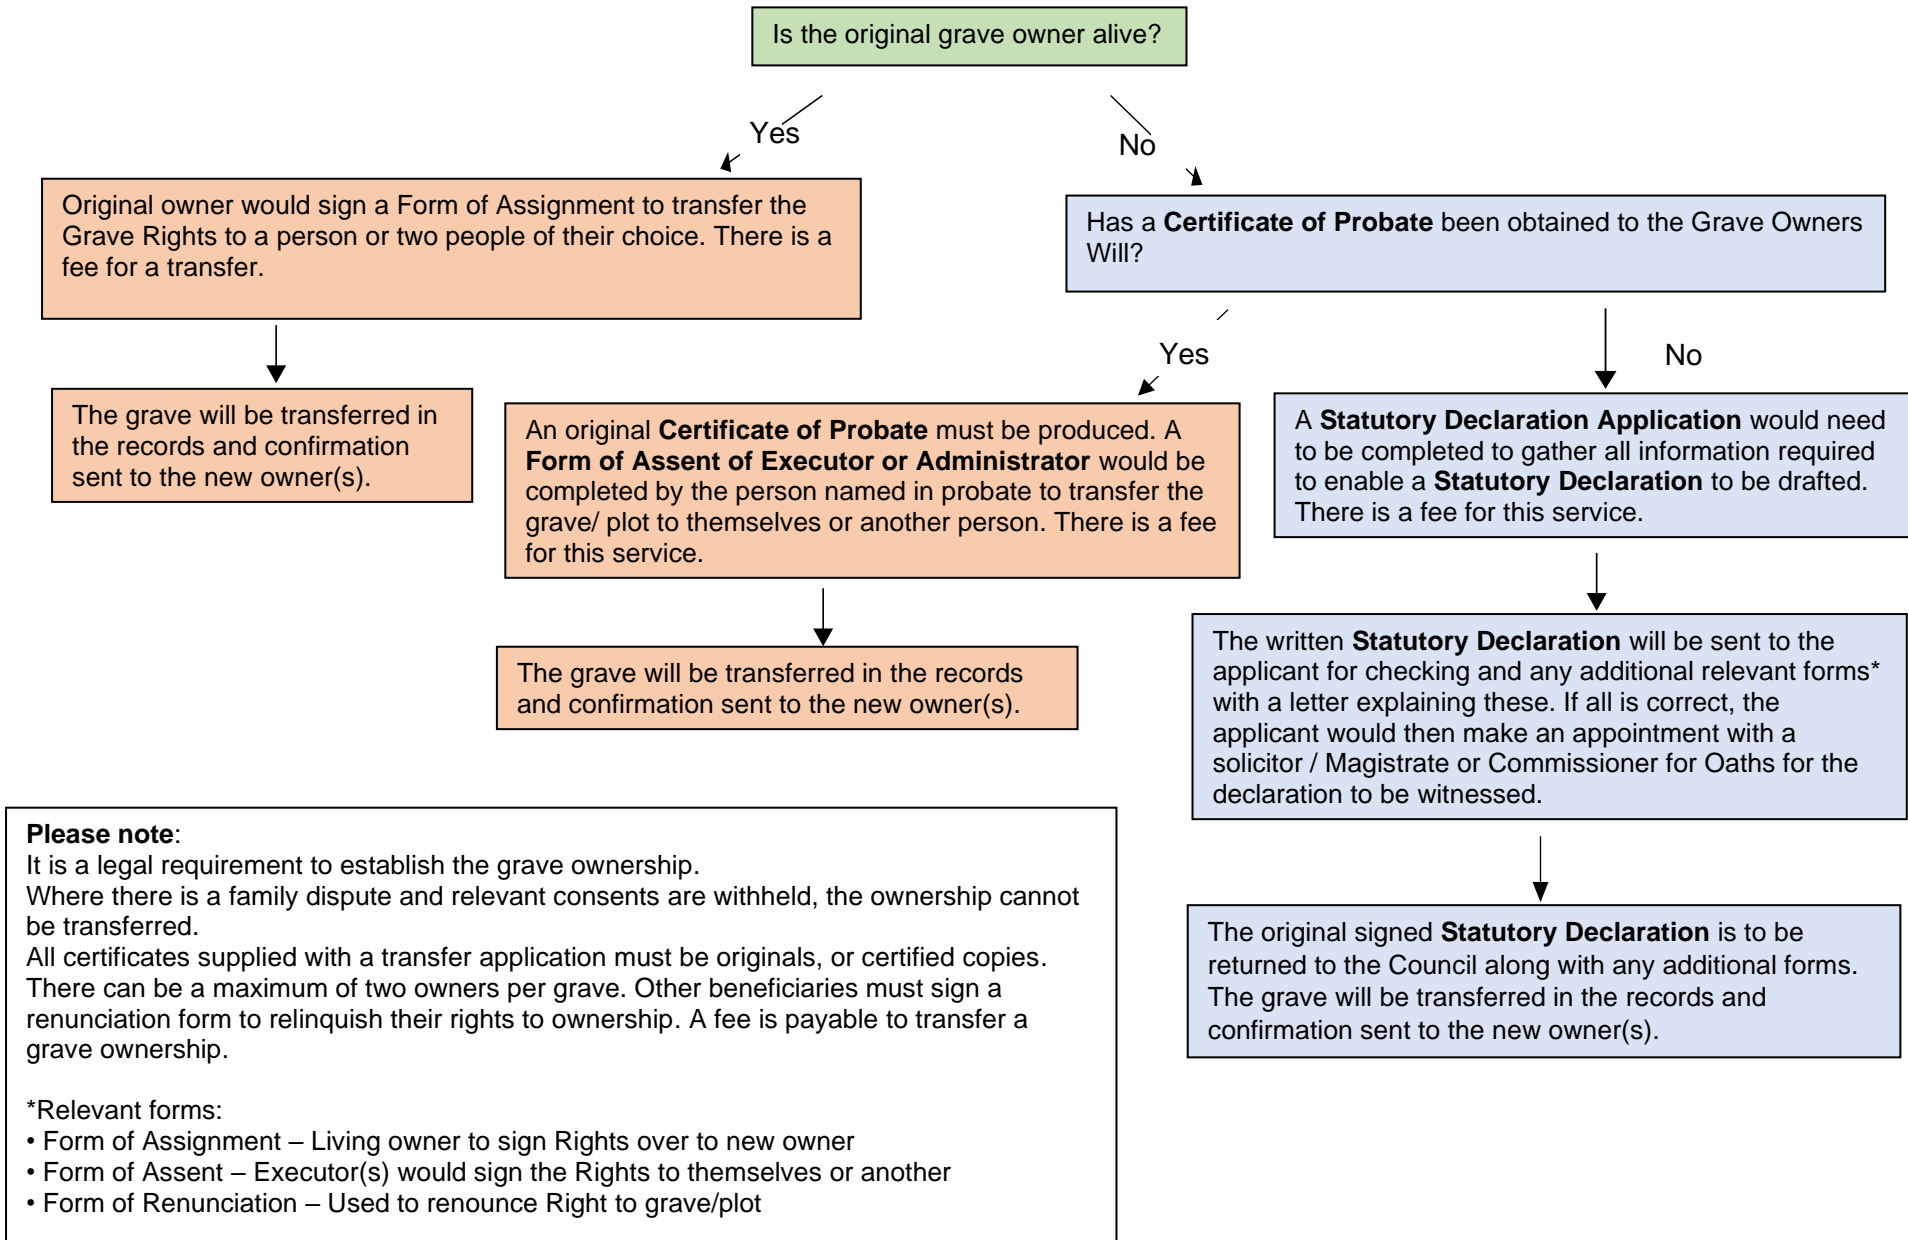 Is the original grave owner alive?
Yes
No
Original owner would sign a Form of Assignment to transfer the
Grave Rights to a person or two people of their choice. There is a
fee for a transfer.
The grave will be transferred in
the records and confirmation
sent to the new owner(s).
Has a Certificate of Probate been obtained to the Grave Owners
Will?
Yes
No
An original Certificate of Probate must be produced. A
Form of Assent of Executor or Administrator would be
completed by the person named in probate to transfer the
grave/ plot to themselves or another person. There is a fee
for this service.
The grave will be transferred in the records
and confirmation sent to the new owner(s).
A Statutory Declaration Application would need
to be completed to gather all information required
to enable a Statutory Declaration to be drafted.
There is a fee for this service.
The written Statutory Declaration will be sent to the
applicant for checking and any additional relevant forms*
with a letter explaining these. If all is correct, the
applicant would then make an appointment with a
solicitor / Magistrate or Commissioner for Oaths for the
declaration to be witnessed.
The original signed Statutory Declaration is to be
returned to the Council along with any additional forms.
The grave will be transferred in the records and
confirmation sent to the new owner(s).
Please note:
It is a legal requirement to establish the grave ownership.
Where there is a family dispute and relevant consents are withheld, the ownership cannot
be transferred.
All certificates supplied with a transfer application must be originals, or certified copies.
There can be a maximum of two owners per grave. Other beneficiaries must sign a
renunciation form to relinquish their rights to ownership. A fee is payable to transfer a
grave ownership.
*Relevant forms:
• Form of Assignment – Living owner to sign Rights over to new owner
• Form of Assent – Executor(s) would sign the Rights to themselves or another
• Form of Renunciation – Used to renounce Right to grave/plot